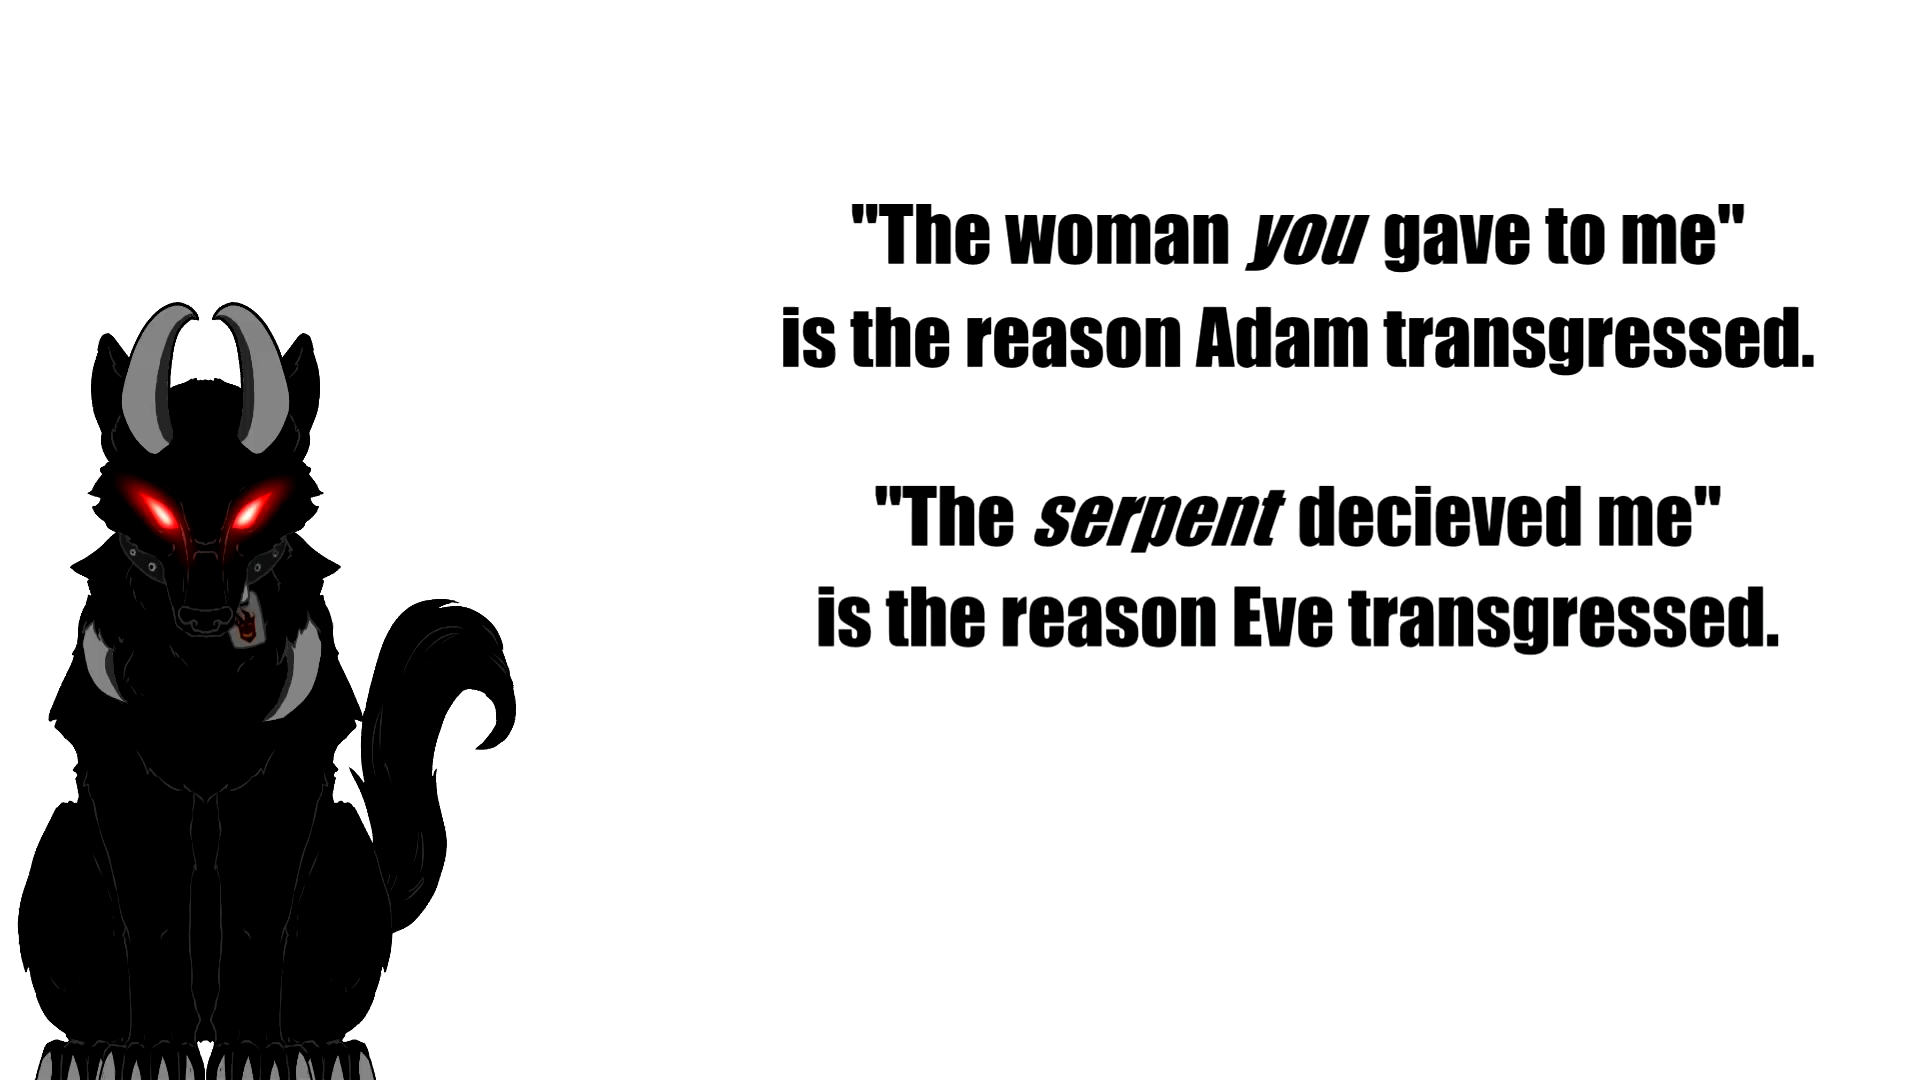 "The woman you gave to me"
is the reason Adam transgressed.
"The serpent decieved me"
is the reason Eve transgressed.